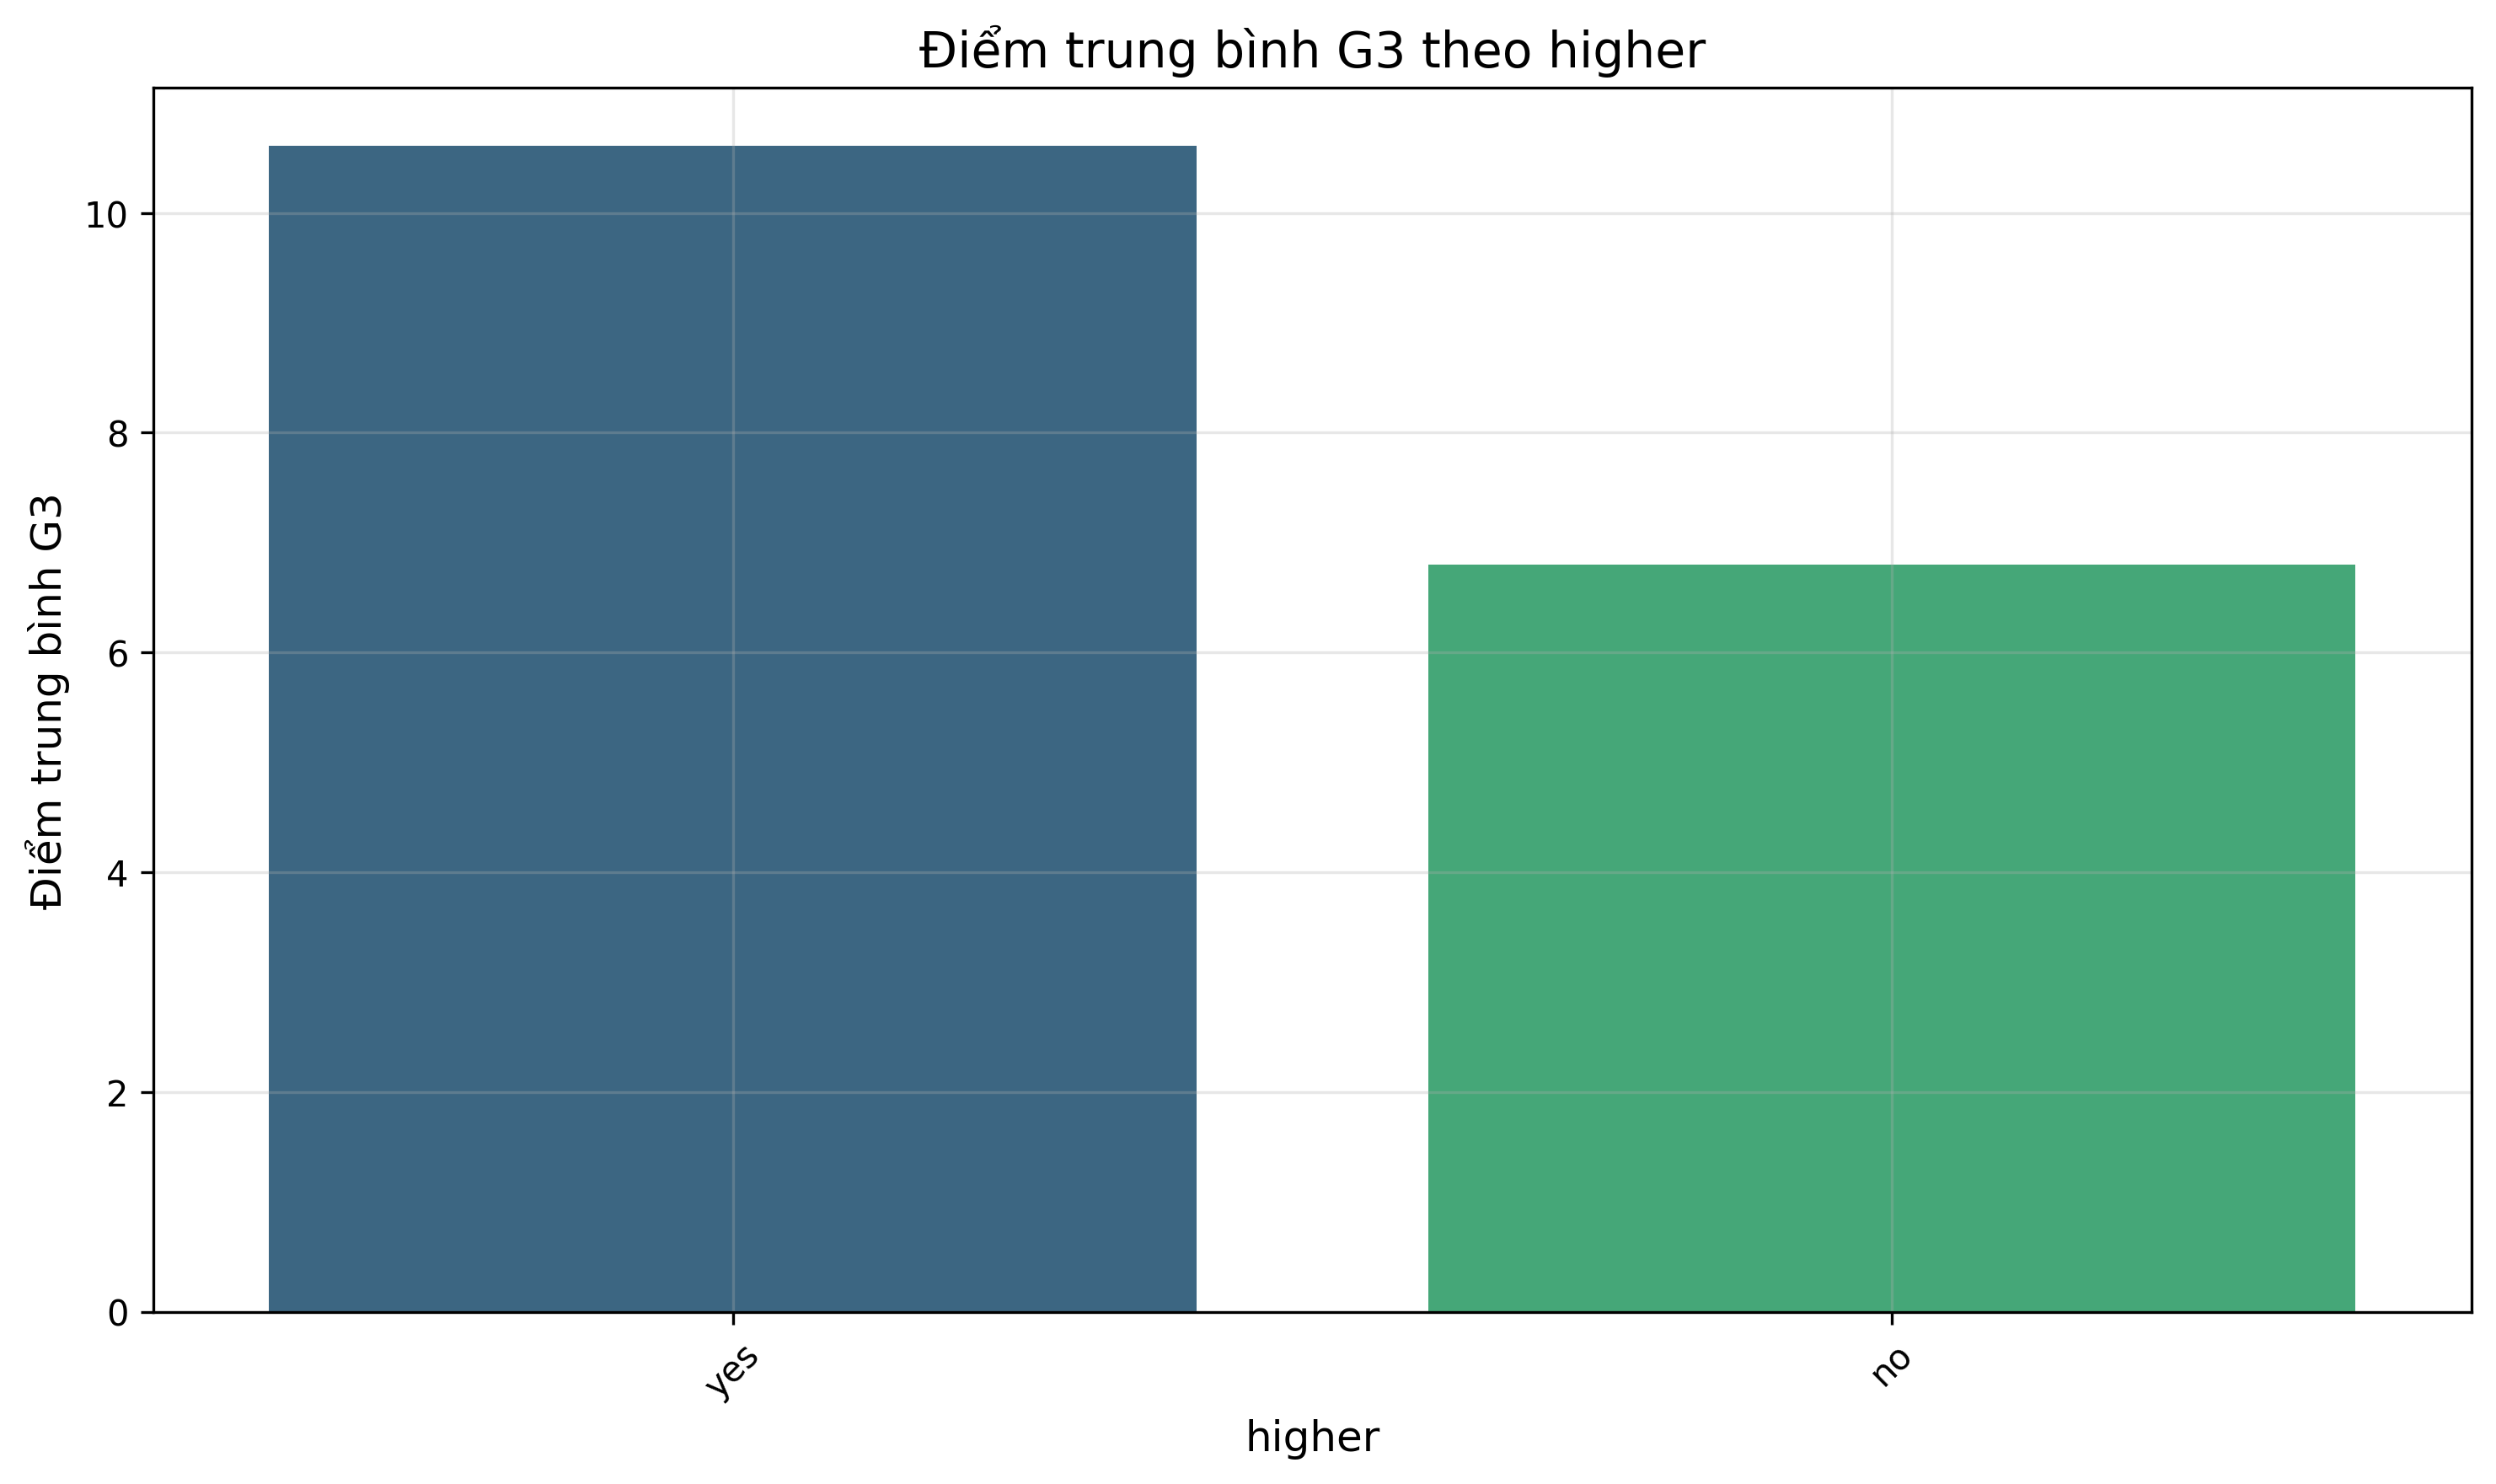 Điểm trung bình G3 theo higher
Điểm trung bình G3
10
8
6
4
2
0
yes
no
higher